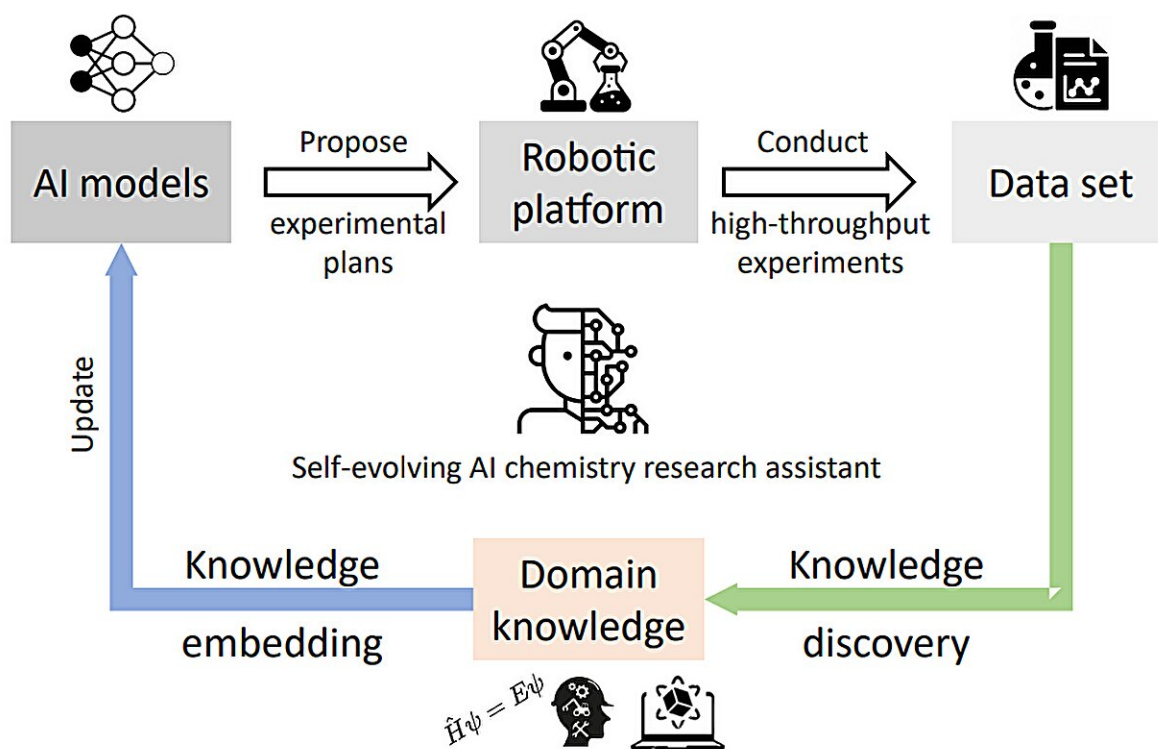 AI models
Propose
experimental
plans
Robotic
platform
Conduct
high-throughput
experiments
Data set
Update
Self-evolving AI chemistry research assistant
Knowledge
embedding
Domain
knowledge
Knowledge
discovery
Ĥψ = Eψ